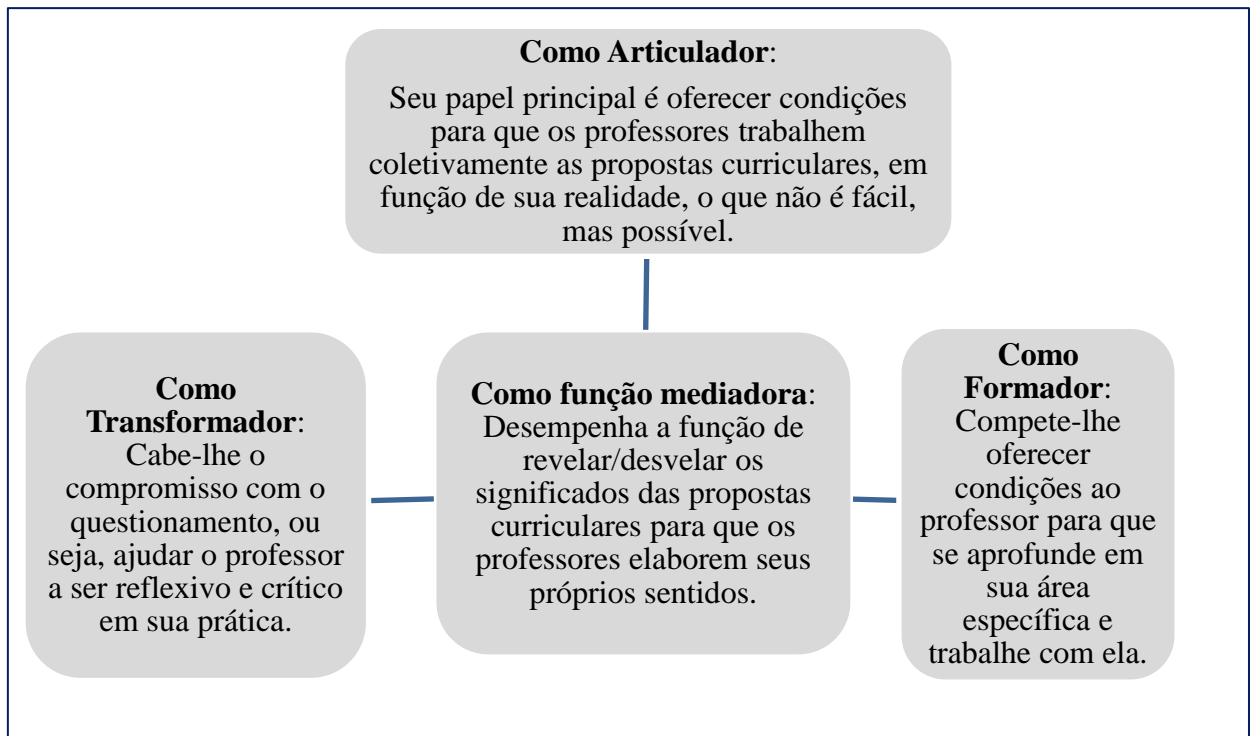 Como Articulador:
Seu papel principal é oferecer condições
para que os professores trabalhem
coletivamente as propostas curriculares, em
função de sua realidade, o que não é fácil,
mas possível.
Como
Transformador:
Cabe-lhe o
compromisso com o
questionamento, ou
seja, ajudar o professor
a ser reflexivo e crítico
em sua prática.
Como função mediadora:
Desempenha a função de
revelar/desvelar os
significados das propostas
curriculares para que os
professores elaborem seus
próprios sentidos.
Como
Formador:
Compete-lhe
oferecer
condições ao
professor para que
se aprofunde em
sua área
específica e
trabalhe com ela.